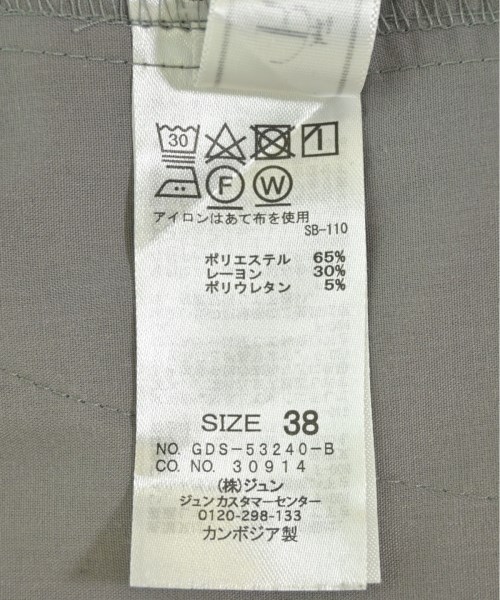 30
F W
アイロンはあて布を使用
SB-110
ポリエステル 65%
レーヨン 30%
ポリウレタン 5%
SIZE 38
NO. GDS-53240-B
CO. NO. 30914
(株)ジュン
ジュンカスタマーセンター
0120-298-133
カンボジア製